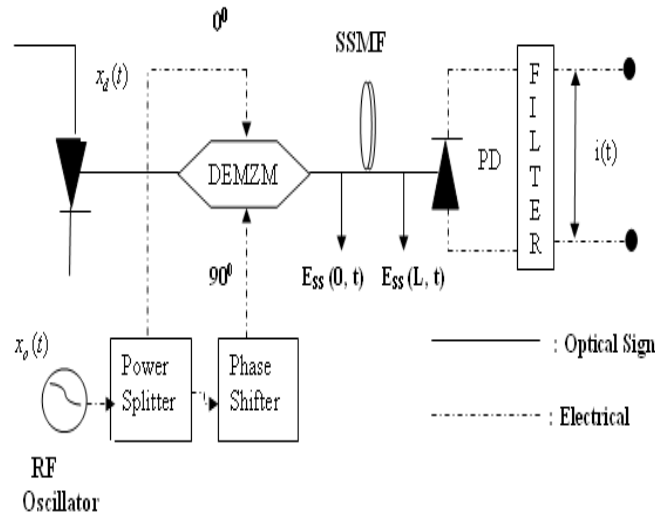 0⁰
SSMF
x_d(t)
DEMZM
PD
FILTER
i(t)
90⁰
E_SS (0, t)
E_SS (L, t)
x_o(t)
Power
Splitter
Phase
Shifter
: Optical Sign
: Electrical
RF
Oscillator